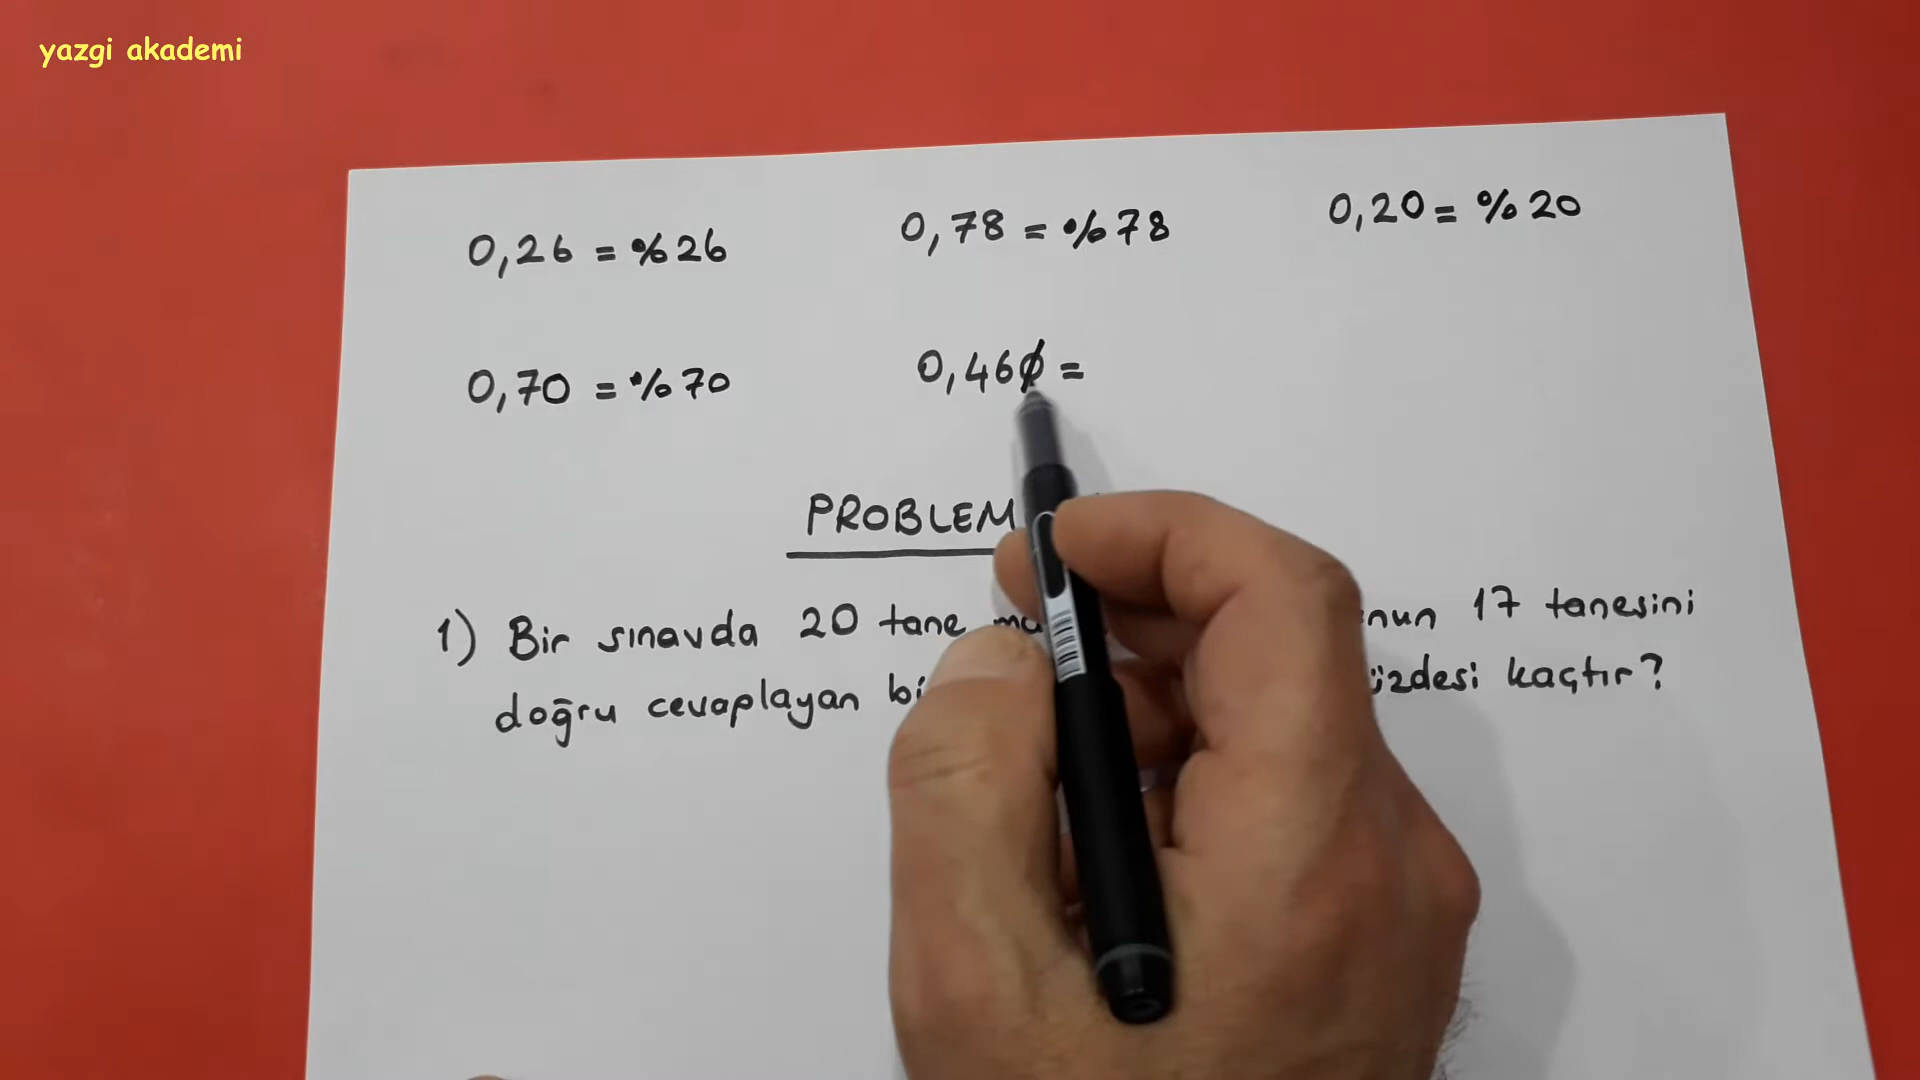 yazgi akademi
0,26 = %26
0,78 = %78
0,20 = %20
0,70 = %70
0,460 =
PROBLEM
1) Bir sınavda 20 tane 17 tanesini
doğru cevaplayan kaçtır?